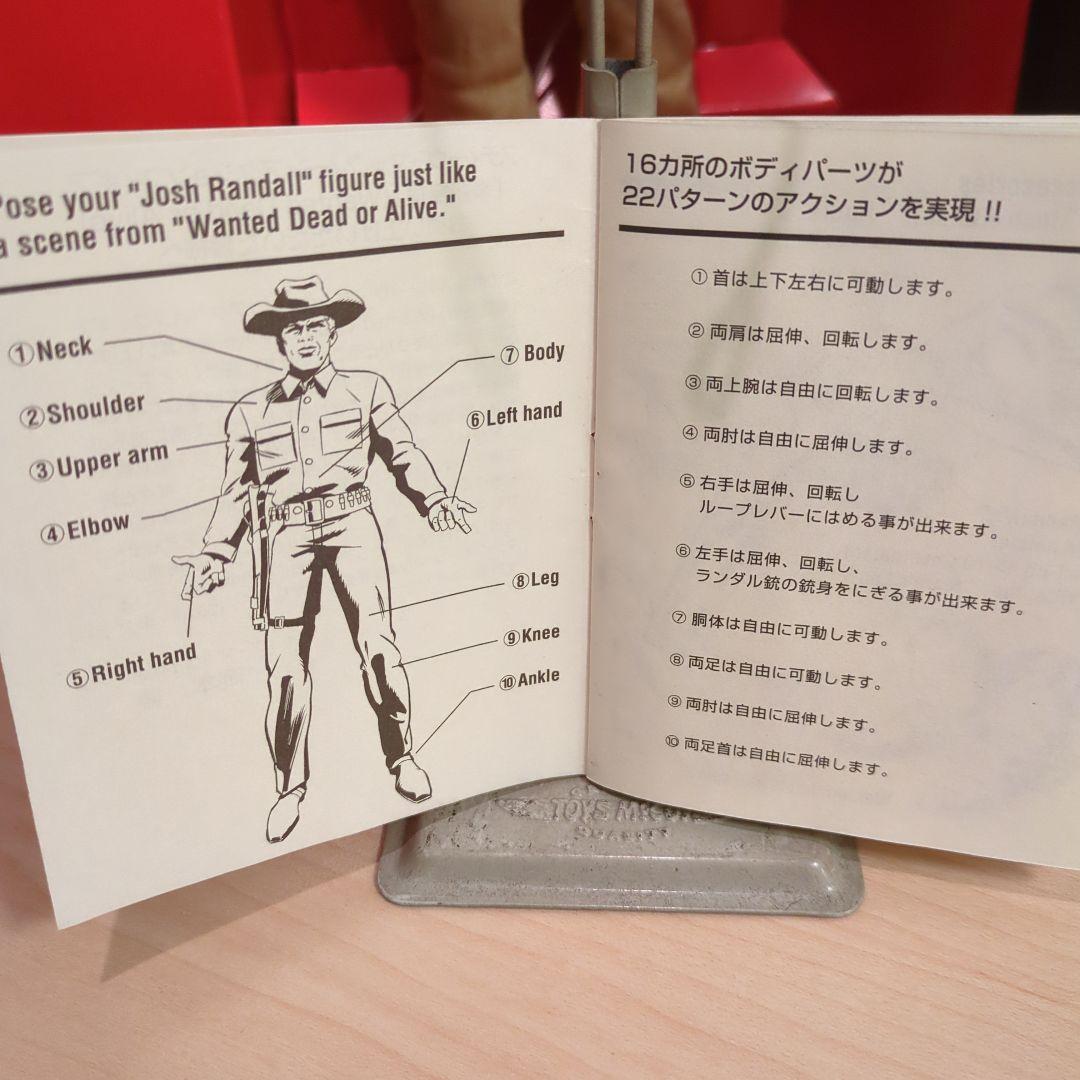 Pose your "Josh Randall" figure just like
a scene from "Wanted Dead or Alive."
①Neck
②Shoulder
③Upper arm
④Elbow
⑤Right hand
⑦ Body
⑥Left hand
⑧Leg
⑨Knee
⑩Ankle
16カ所のボディパーツが
22パターンのアクションを実現 !!
① 首は上下左右に可動します。
② 両肩は屈伸、回転します。
③ 両上腕は自由に回転します。
④ 両肘は自由に屈伸します。
⑤ 右手は屈伸、回転し
ループレバーにはめる事が出来ます。
⑥ 左手は屈伸、回転し、
ランダル銃の銃身をにぎる事が出来ます。
⑦ 胴体は自由に可動します。
⑧ 両足は自由に可動します。
⑨ 両肘は自由に屈伸します。
⑩ 両足首は自由に屈伸します。
TOYS